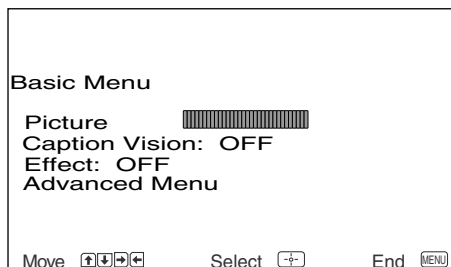 Basic Menu
Picture
Caption Vision: OFF
Effect: OFF
Advanced Menu
Move Select End MENU